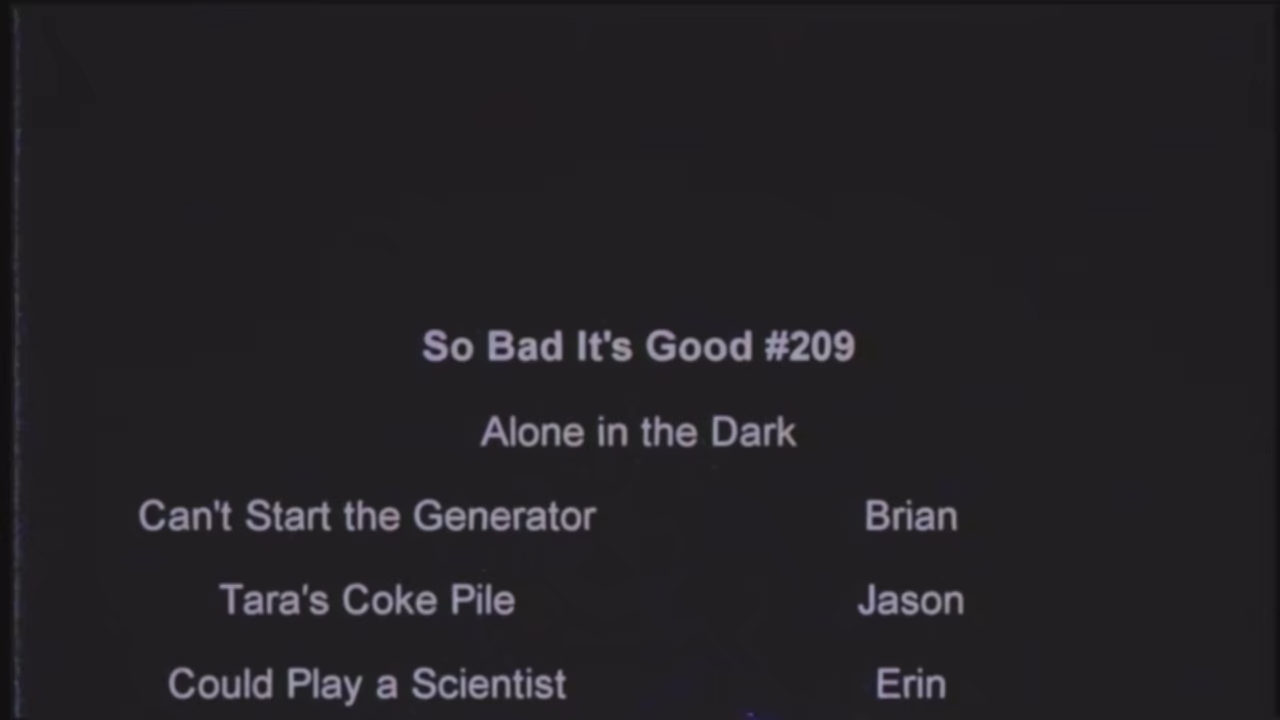 So Bad It's Good #209
Alone in the Dark
Can't Start the Generator Brian
Tara's Coke Pile Jason
Could Play a Scientist Erin